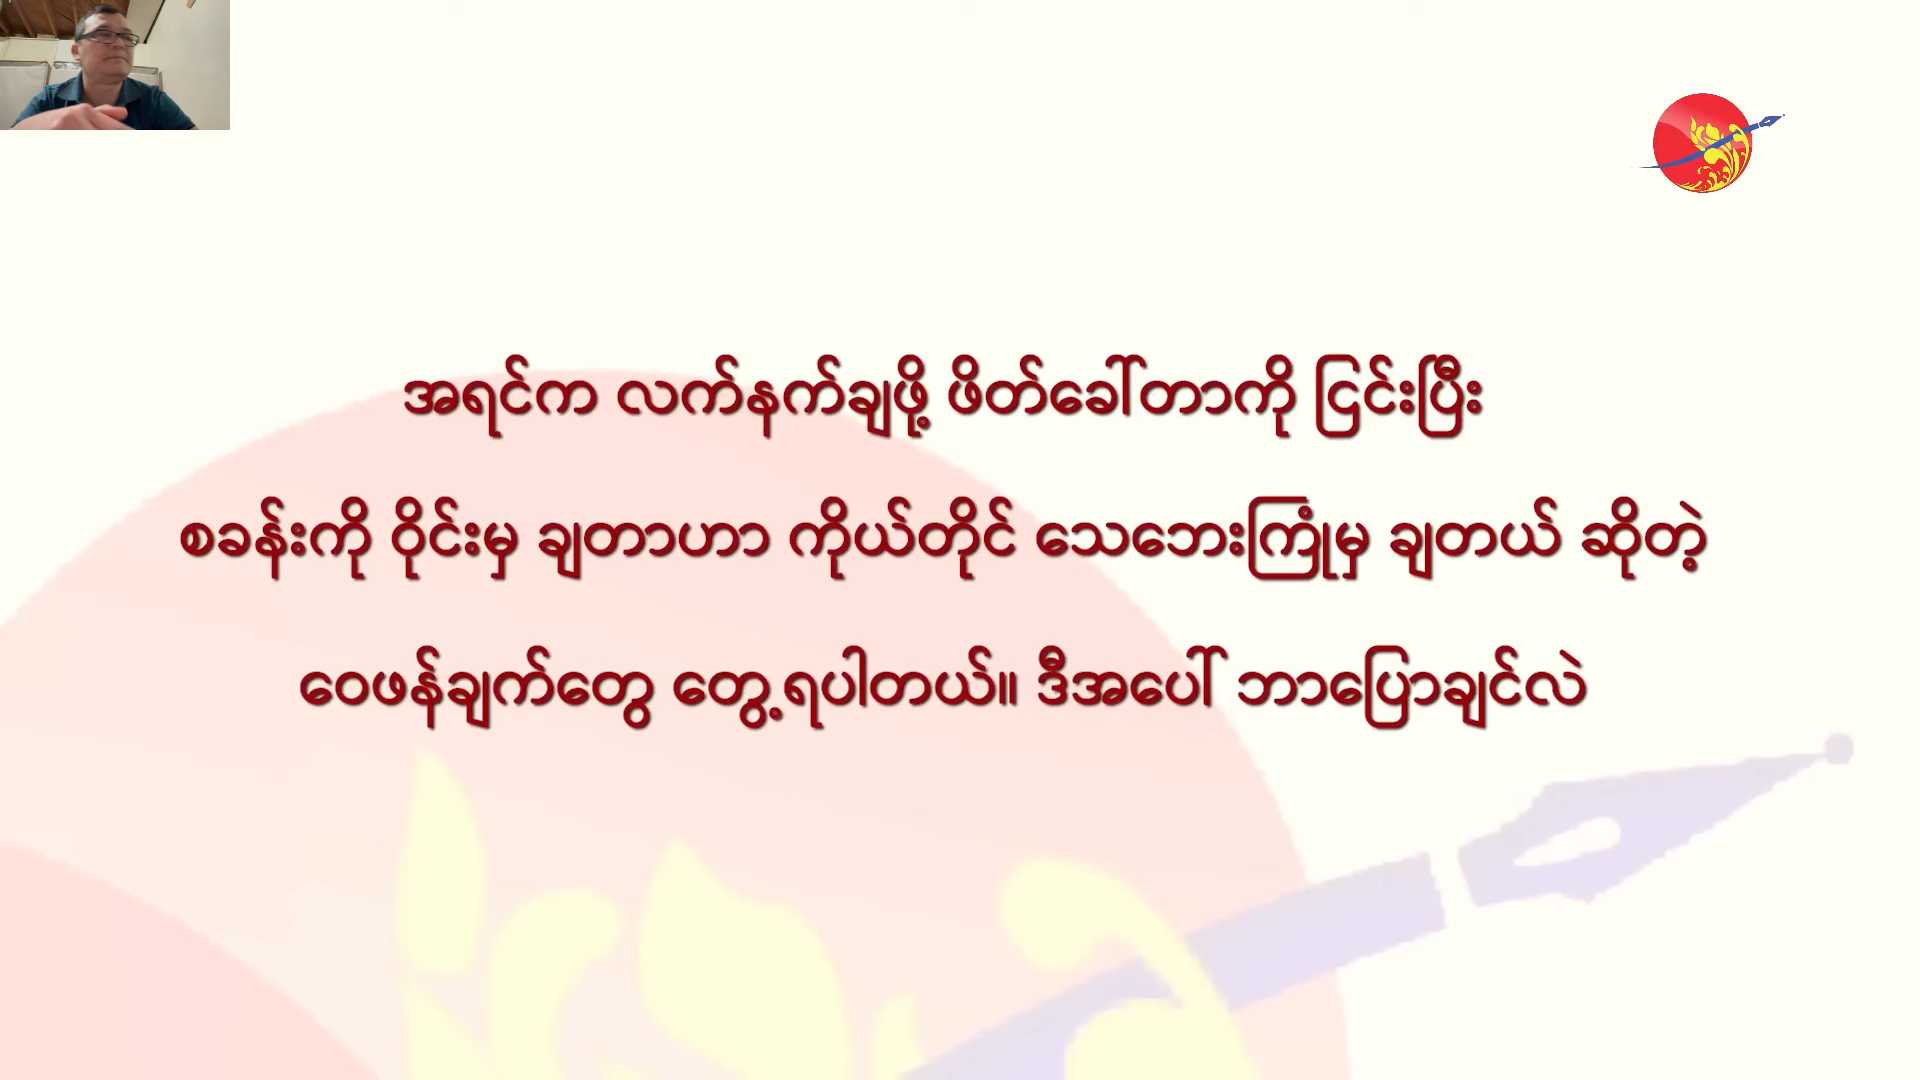 အရင်က လက်နက်ချဖို့ ဖိတ်ခေါ်တာကို ငြင်းပြီး
စခန်းကို ဝိုင်းမှ ချတာဟာ ကိုယ်တိုင် သေဘေးကြုံမှ ချတယ် ဆိုတဲ့
ဝေဖန်ချက်တွေ တွေ့ရပါတယ်။ ဒီအပေါ် ဘာပြောချင်လဲ